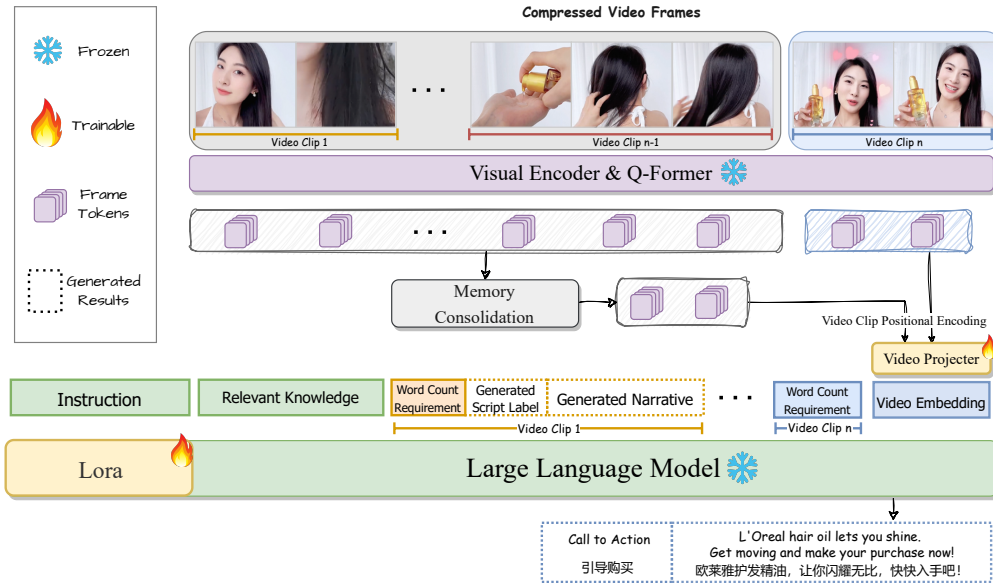 Compressed Video Frames
Frozen
Trainable
Frame
Tokens
Generated
Results
. . .
Video Clip 1
Video Clip n-1
Video Clip n
Visual Encoder & Q-Former
. . .
Memory
Consolidation
Video Clip Positional Encoding
Video Projecter
Instruction
Relevant Knowledge
Word Count
Requirement
Generated
Script Label
Generated Narrative
. . .
Word Count
Requirement
Video Embedding
Video Clip 1
Video Clip n
Lora
Large Language Model
Call to Action
引导购买
L'Oreal hair oil lets you shine.
Get moving and make your purchase now!
欧莱雅护发精油，让你闪耀无比，快快入手吧！